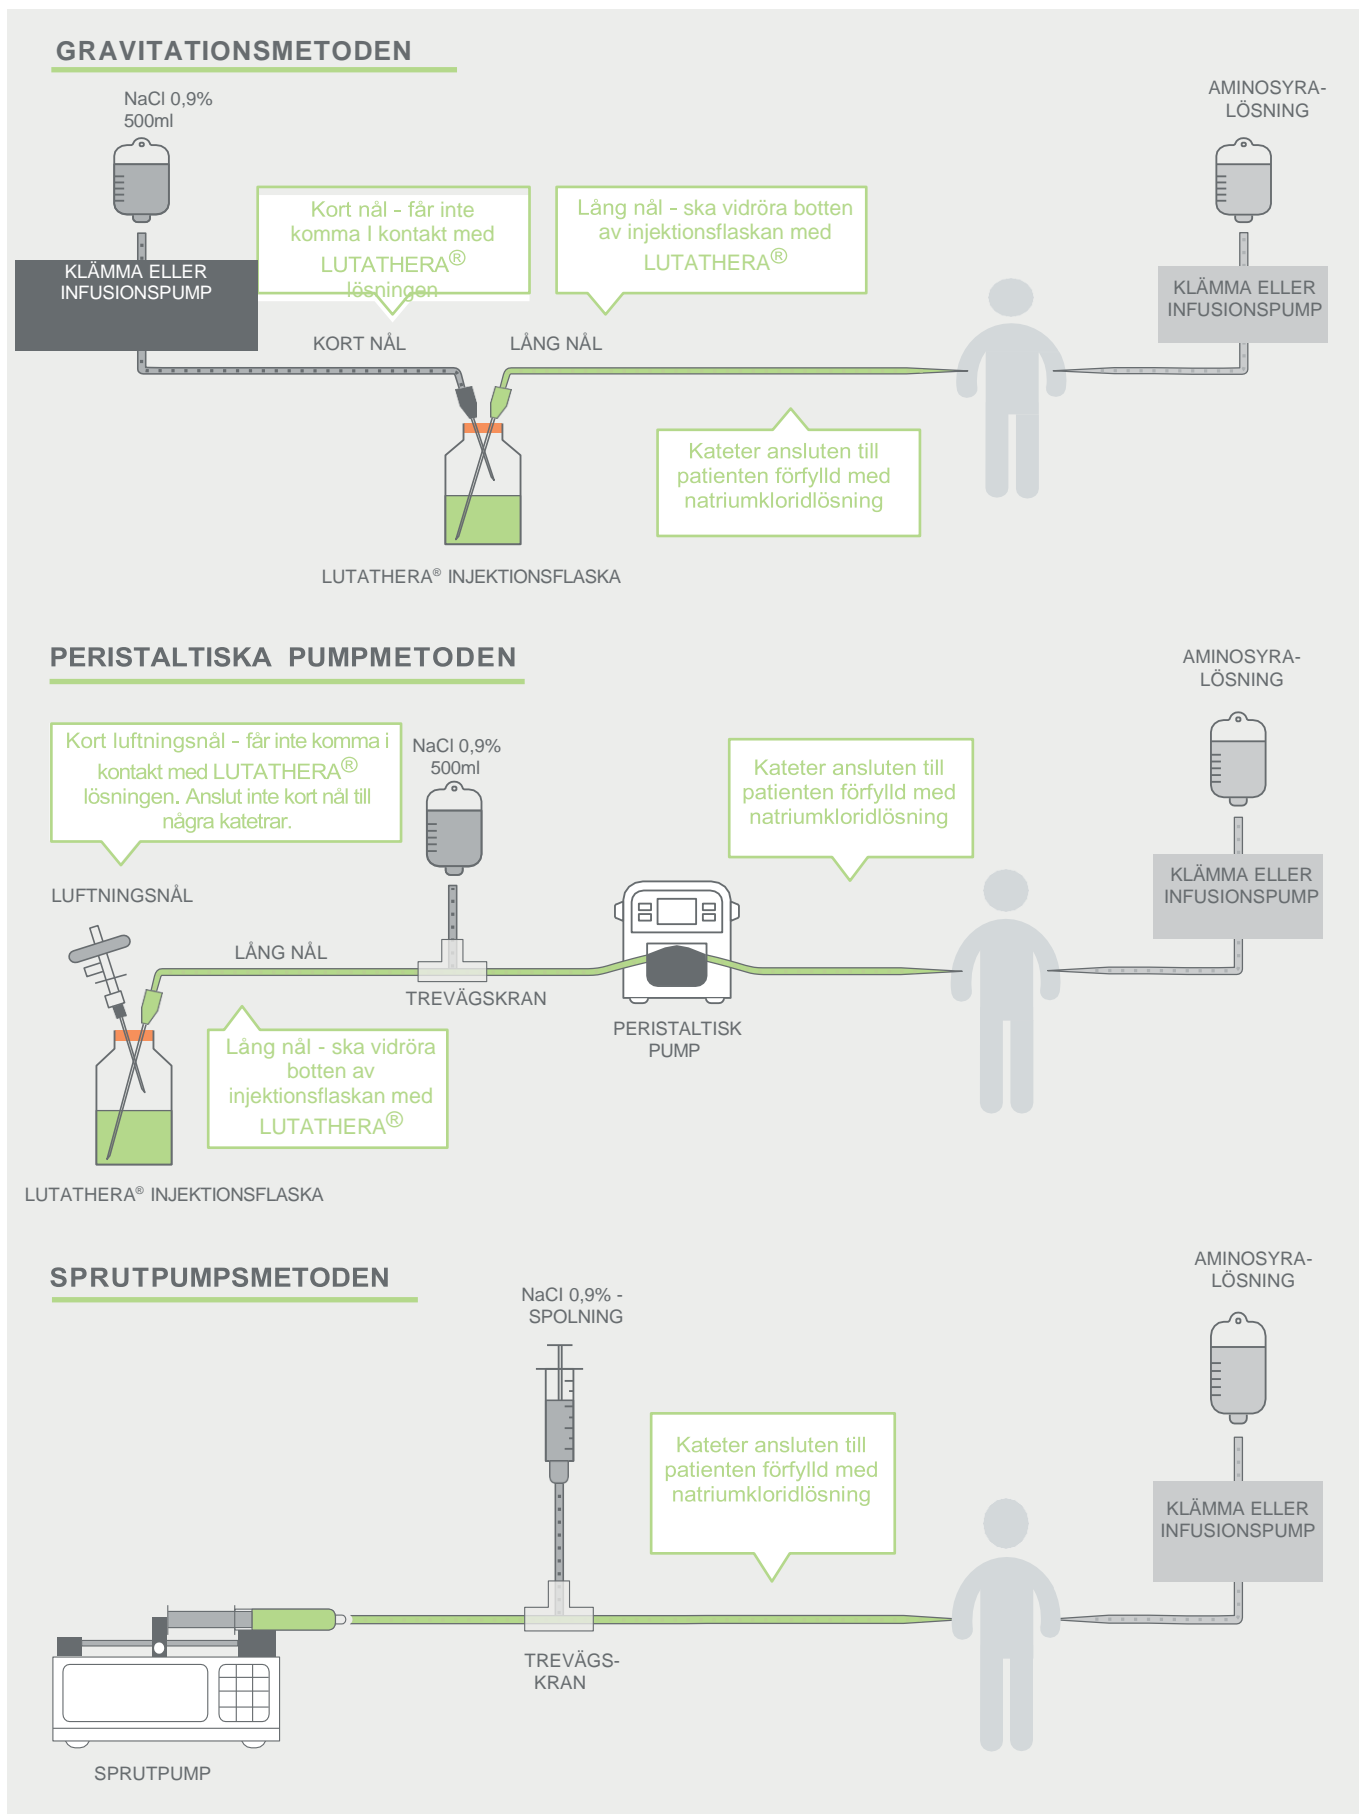 GRAVITATIONSMETODEN
NaCl 0,9%
500ml
AMINOSYRA-
LÖSNING
Kort nål - får inte
komma I kontakt med
LUTATHERA®
lösningen
Lång nål - ska vidröra botten
av injektionsflaskan med
LUTATHERA®
KLÄMMA ELLER
INFUSIONSPUMP
KLÄMMA ELLER
INFUSIONSPUMP
KORT NÅL
LÅNG NÅL
Kateter ansluten till
patienten förfylld med
natriumkloridlösning
LUTATHERA® INJEKTIONSFLASKA
PERISTALTISKA PUMPMETODEN
AMINOSYRA-
LÖSNING
Kort luftningsnål - får inte komma i
kontakt med LUTATHERA®
lösningen. Anslut inte kort nål till
några katetrar.
NaCl 0,9%
500ml
Kateter ansluten till
patienten förfylld med
natriumkloridlösning
KLÄMMA ELLER
INFUSIONSPUMP
LUFTNINGSNÅL
LÅNG NÅL
TREVÄGSKRAN
PERISTALTISK
PUMP
Lång nål - ska vidröra
botten av
injektionsflaskan med
LUTATHERA®
LUTATHERA® INJEKTIONSFLASKA
SPRUTPUMPSMETODEN
NaCl 0,9% -
SPOLNING
AMINOSYRA-
LÖSNING
Kateter ansluten till
patienten förfylld med
natriumkloridlösning
KLÄMMA ELLER
INFUSIONSPUMP
TREVÄGS-
KRAN
SPRUTPUMP